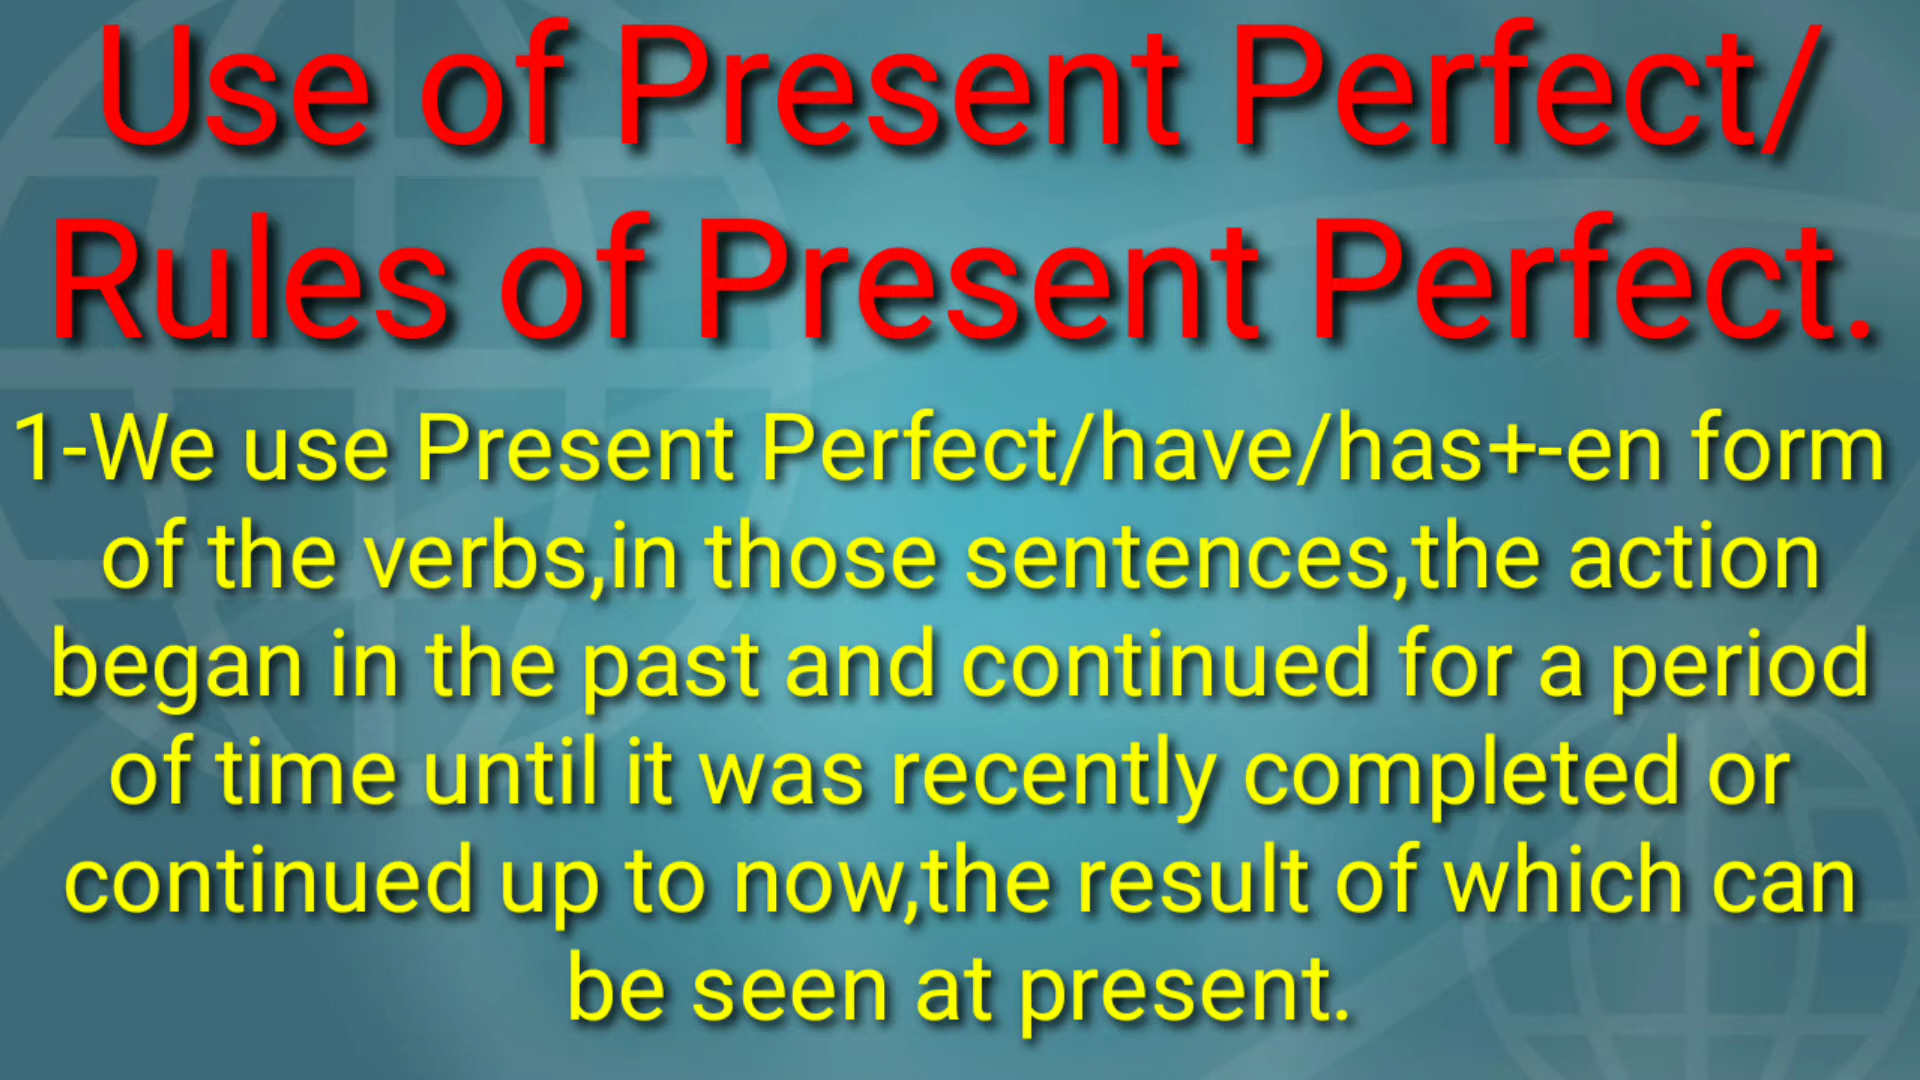 Use of Present Perfect/
Rules of Present Perfect.
1-We use Present Perfect/have/has+-en form
of the verbs,in those sentences,the action
began in the past and continued for a period
of time until it was recently completed or
continued up to now,the result of which can
be seen at present.